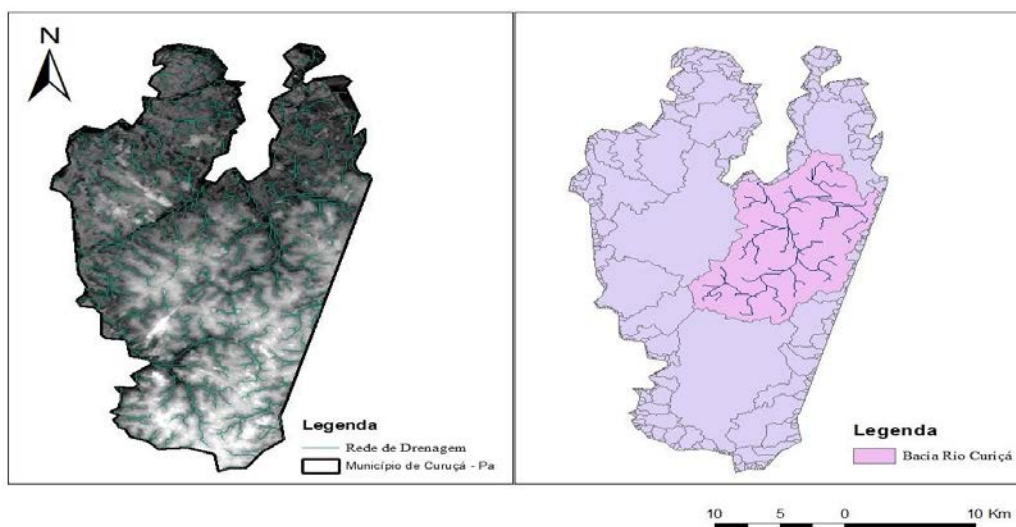 N
Legenda
Rede de Drenagem
Município de Curuçá - Pa
Legenda
Bacia Rio Curiçá
10 5 0 10 Km